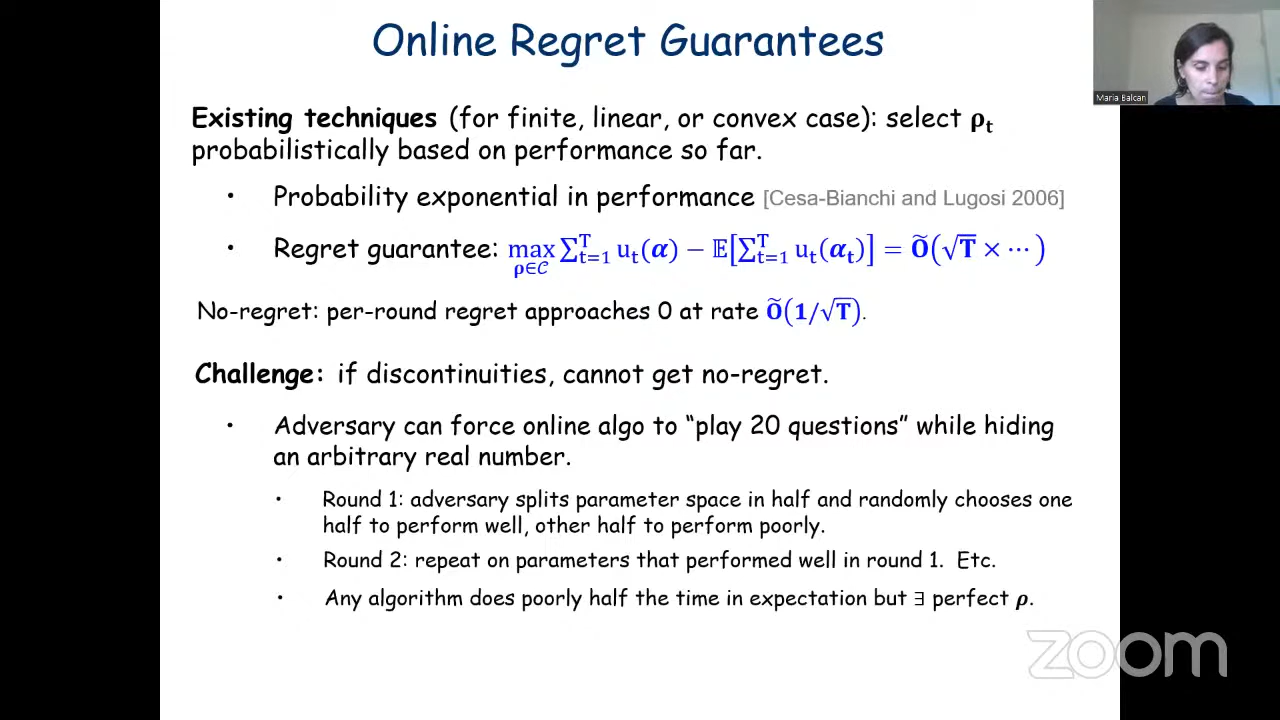 Online Regret Guarantees
Maria Balcan
Existing techniques (for finite, linear, or convex case): select ρₜ
probabilistically based on performance so far.
• Probability exponential in performance [Cesa-Bianchi and Lugosi 2006]
• Regret guarantee: max_{ρ∈𝒞} ∑ᵀₜ₌₁ uₜ(α) − 𝔼[∑ᵀₜ₌₁ uₜ(αₜ)] = Õ(√T × ⋯)
No-regret: per-round regret approaches 0 at rate Õ(1/√T).
Challenge: if discontinuities, cannot get no-regret.
• Adversary can force online algo to “play 20 questions” while hiding
an arbitrary real number.
• Round 1: adversary splits parameter space in half and randomly chooses one
half to perform well, other half to perform poorly.
• Round 2: repeat on parameters that performed well in round 1. Etc.
• Any algorithm does poorly half the time in expectation but ∃ perfect ρ.
zoom